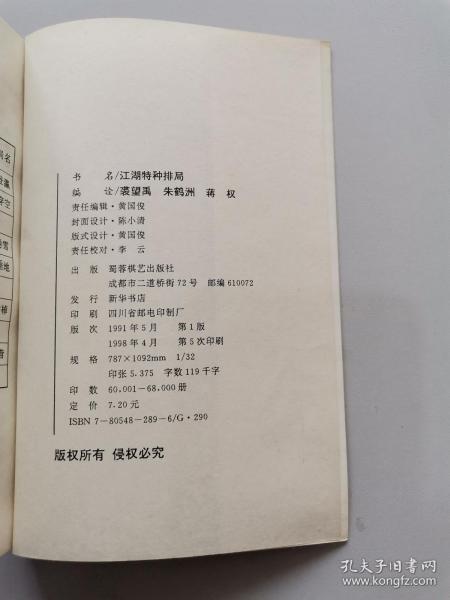 书　　名/江湖特种排局
编　　诠/裘望禹　朱鹤洲　蒋　权
责任编辑·黄国俊
封面设计·陈小清
版式设计·黄国俊
责任校对·李　云
出　版　蜀蓉棋艺出版社
成都市二道桥街72号　邮编 610072
发　行　新华书店
印　刷　四川省邮电印制厂
版　次　1991年5月　第1版
1998年4月　第5次印刷
规　格　787×1092mm　1/32
印张 5.375　字数119千字
印　数　60.001-68.000册
定　价　7.20元
ISBN 7-80548-289-6/G·290
版权所有 侵权必究
孔夫子旧书网
www.kongfz.com